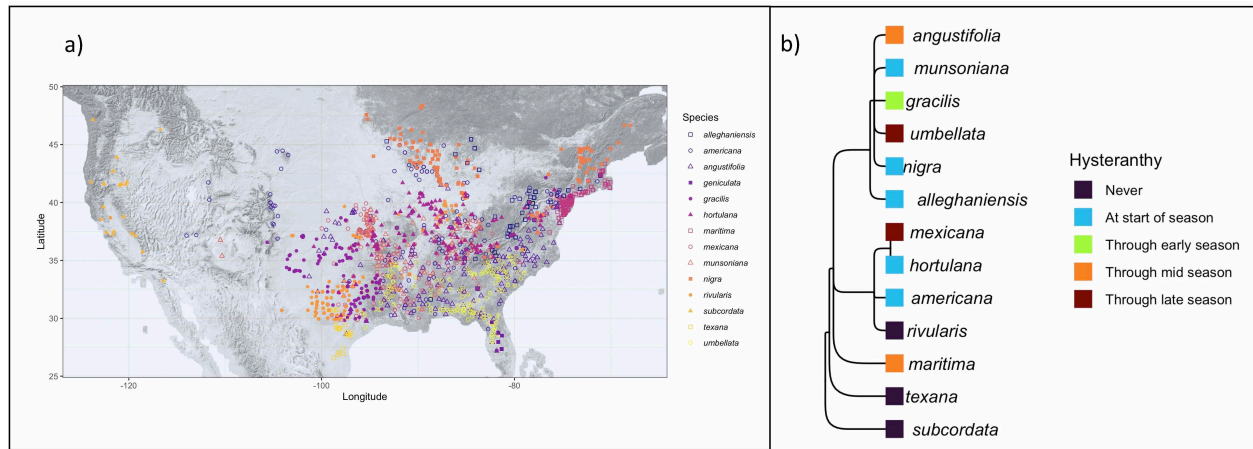 a)
50
45
40
35
30
25
Latitude
-120
-100
-80
Longitude
Species
alleghaniensis
americana
angustifolia
geniculata
gracilis
hortulana
maritima
mexicana
munsoniana
nigra
rivularis
subcordata
texana
umbellata
b)
angustifolia
munsoniana
gracilis
umbellata
nigra
alleghaniensis
mexicana
hortulana
americana
rivularis
maritima
texana
subcordata
Hysteranthy
Never
At start of season
Through early season
Through mid season
Through late season